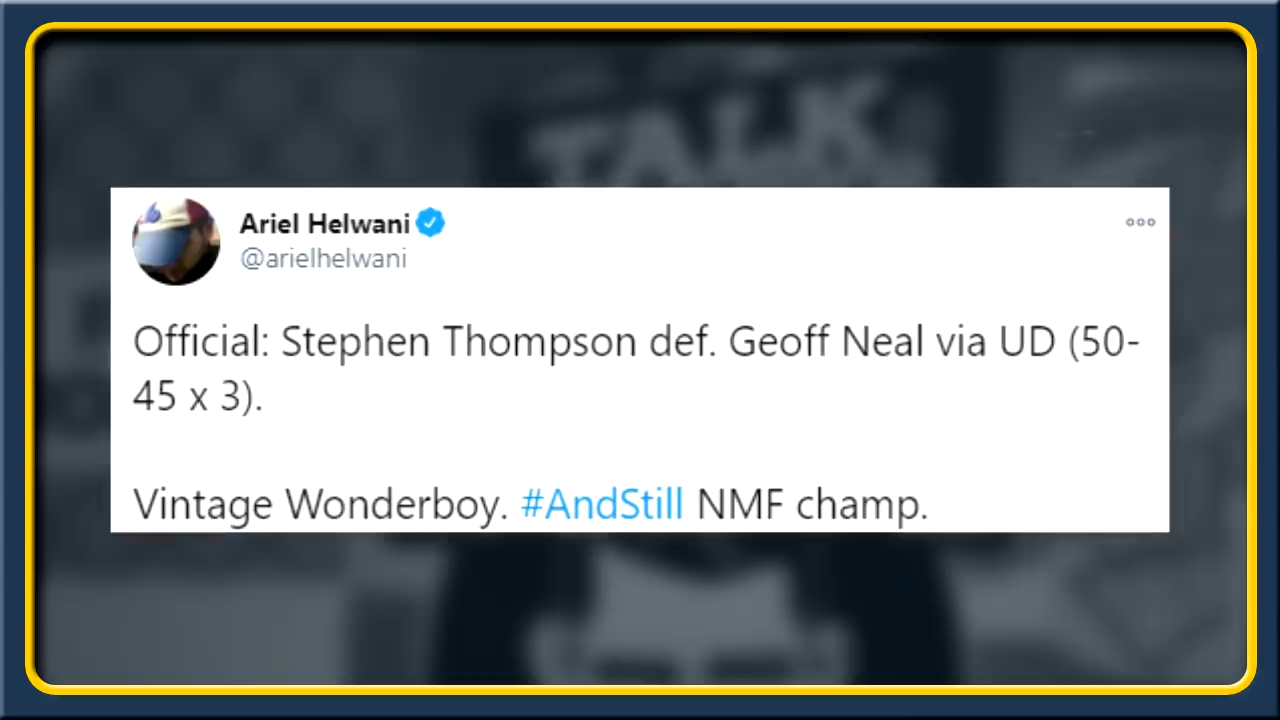 TALK
Ariel Helwani
@arielhelwani
Official: Stephen Thompson def. Geoff Neal via UD (50-
45 x 3).
Vintage Wonderboy. #AndStill NMF champ.